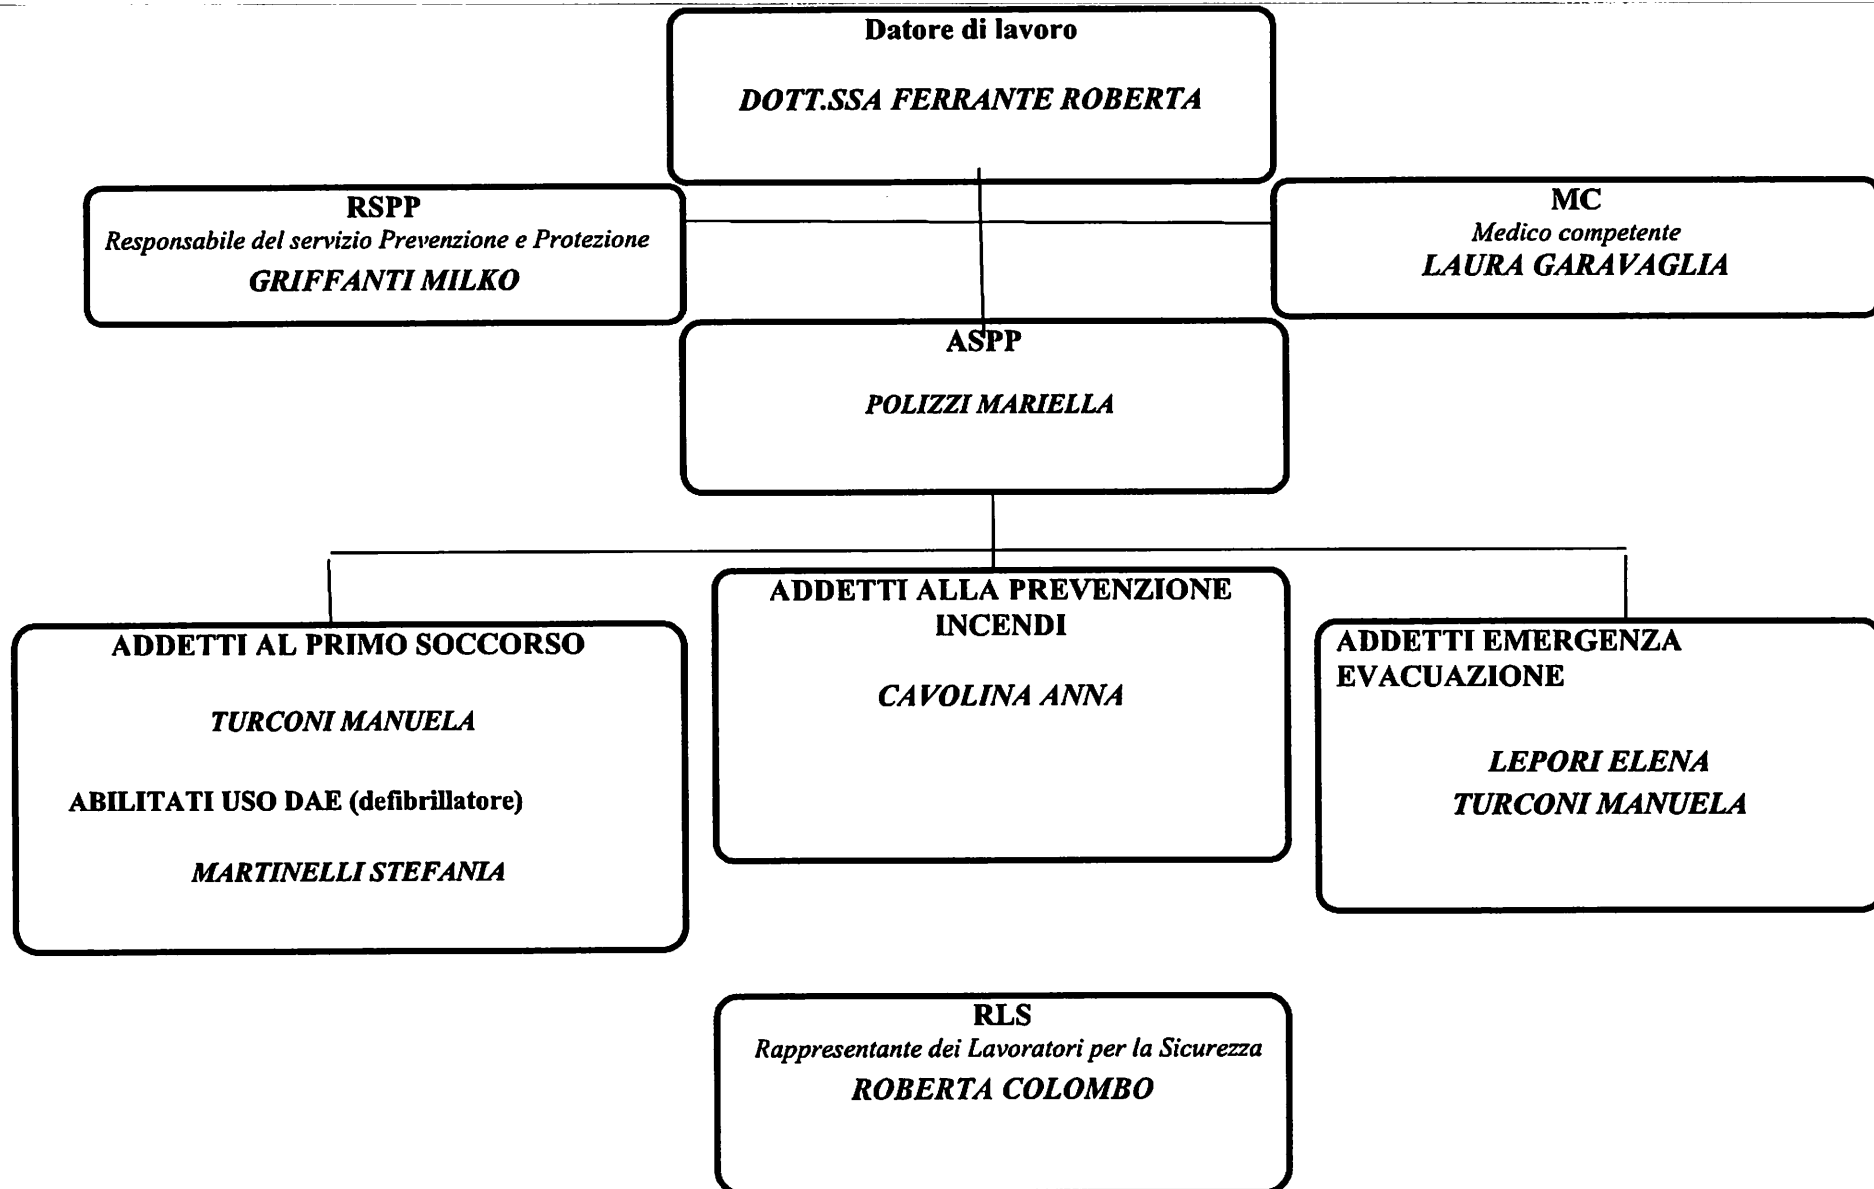 Datore di lavoro
DOTT.SSA FERRANTE ROBERTA
RSPP
Responsabile del servizio Prevenzione e Protezione
GRIFFANTI MILKO
MC
Medico competente
LAURA GARAVAGLIA
ASPP
POLIZZI MARIELLA
ADDETTI AL PRIMO SOCCORSO
TURCONI MANUELA
ABILITATI USO DAE (defibrillatore)
MARTINELLI STEFANIA
ADDETTI ALLA PREVENZIONE
INCENDI
CAVOLINA ANNA
ADDETTI EMERGENZA
EVACUAZIONE
LEPORI ELENA
TURCONI MANUELA
RLS
Rappresentante dei Lavoratori per la Sicurezza
ROBERTA COLOMBO